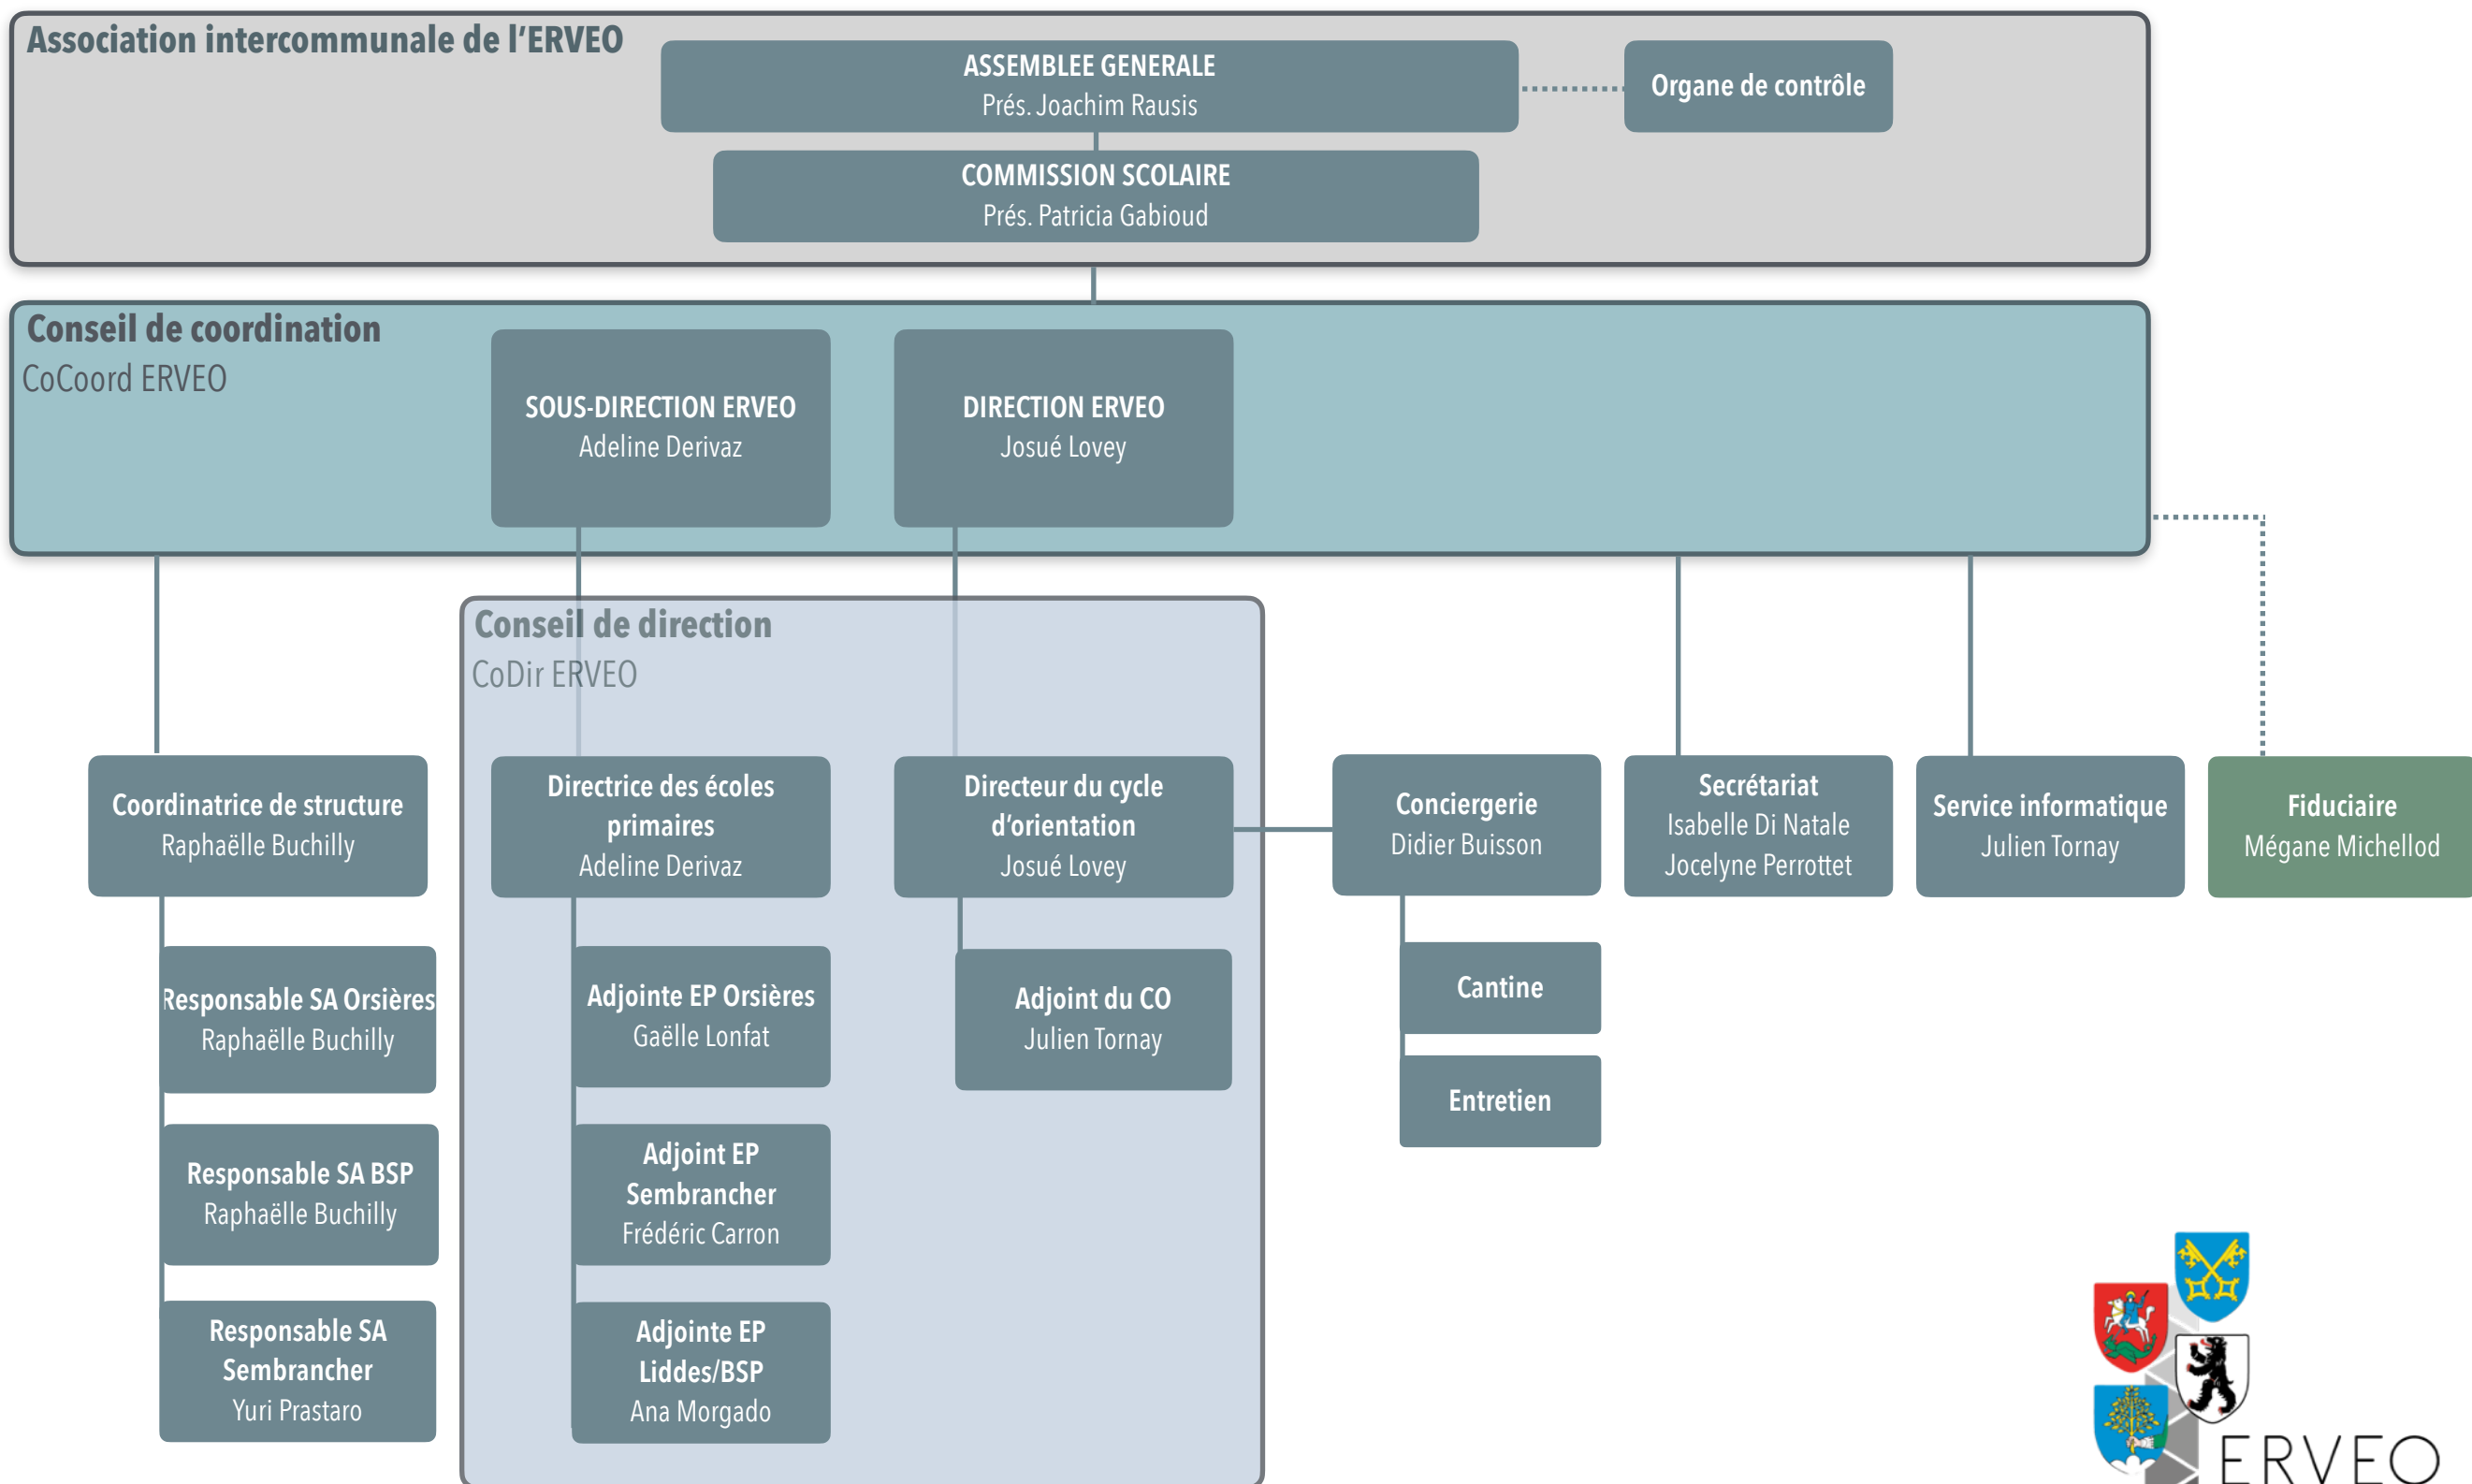 Association intercommunale de l’ERVEO
ASSEMBLEE GENERALE
Prés. Joachim Rausis
Organe de contrôle
COMMISSION SCOLAIRE
Prés. Patricia Gabioud
Conseil de coordination
CoCoord ERVEO
SOUS-DIRECTION ERVEO
Adeline Derivaz
DIRECTION ERVEO
Josué Lovey
Conseil de direction
CoDir ERVEO
Coordinatrice de structure
Raphaëlle Buchilly
Directrice des écoles
primaires
Adeline Derivaz
Directeur du cycle
d’orientation
Josué Lovey
Conciergerie
Didier Buisson
Secrétariat
Isabelle Di Natale
Jocelyne Perrottet
Service informatique
Julien Tornay
Fiduciaire
Mégane Michellod
Responsable SA Orsières
Raphaëlle Buchilly
Adjointe EP Orsières
Gaëlle Lonfat
Adjoint du CO
Julien Tornay
Cantine
Entretien
Responsable SA BSP
Raphaëlle Buchilly
Adjoint EP
Sembrancher
Frédéric Carron
Responsable SA
Sembrancher
Yuri Prastaro
Adjointe EP
Liddes/BSP
Ana Morgado
ERVEO